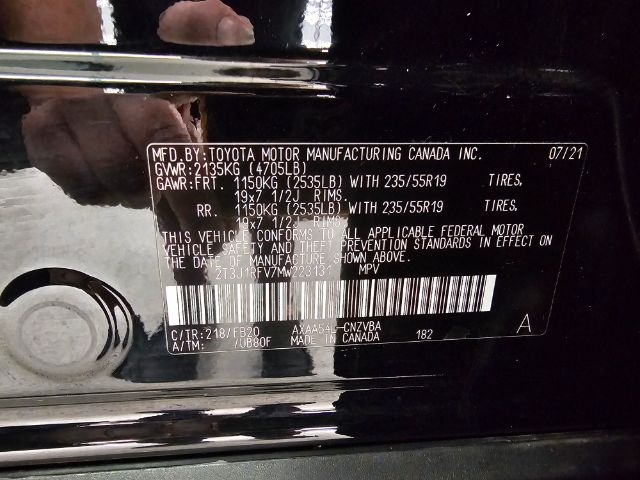 MFD.BY:TOYOTA MOTOR MANUFACTURING CANADA INC. 07/21
GVWR:2135KG (4705LB)
GAWR:FRT. 1150KG (2535LB) WITH 235/55R19 TIRES,
19x7 1/2J RIMS.
RR. 1150KG (2535LB) WITH 235/55R19 TIRES,
19x7 1/2J RIMS.
THIS VEHICLE CONFORMS TO ALL APPLICABLE FEDERAL MOTOR
VEHICLE SAFETY AND THEFT PREVENTION STANDARDS IN EFFECT ON
THE DATE OF MANUFACTURE SHOWN ABOVE.
2T3J1RFV7MW223131 MPV
C/TR:218/FB20 AXAA54L-CNZVBA A
A/TM: /UB80F MADE IN CANADA 182